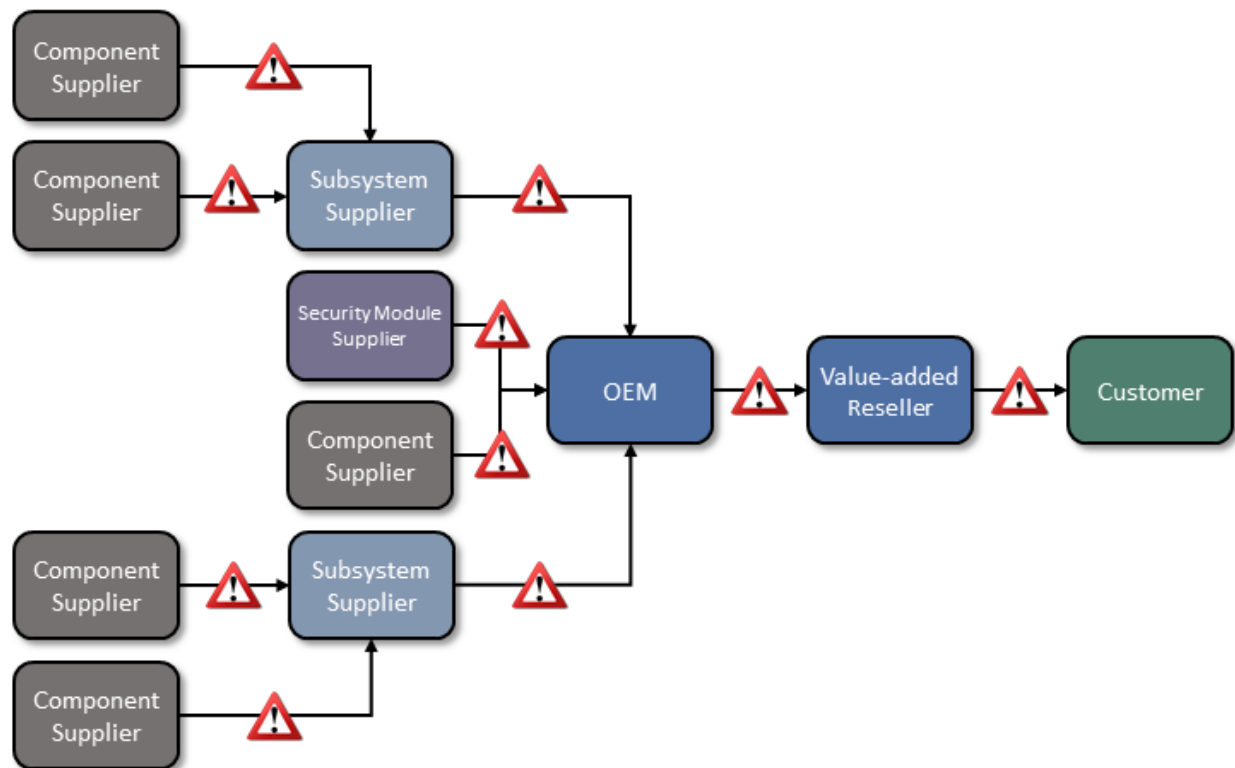 Component
Supplier
Component
Supplier
Subsystem
Supplier
Security Module
Supplier
OEM
Value-added
Reseller
Customer
Component
Supplier
Component
Supplier
Subsystem
Supplier
Component
Supplier